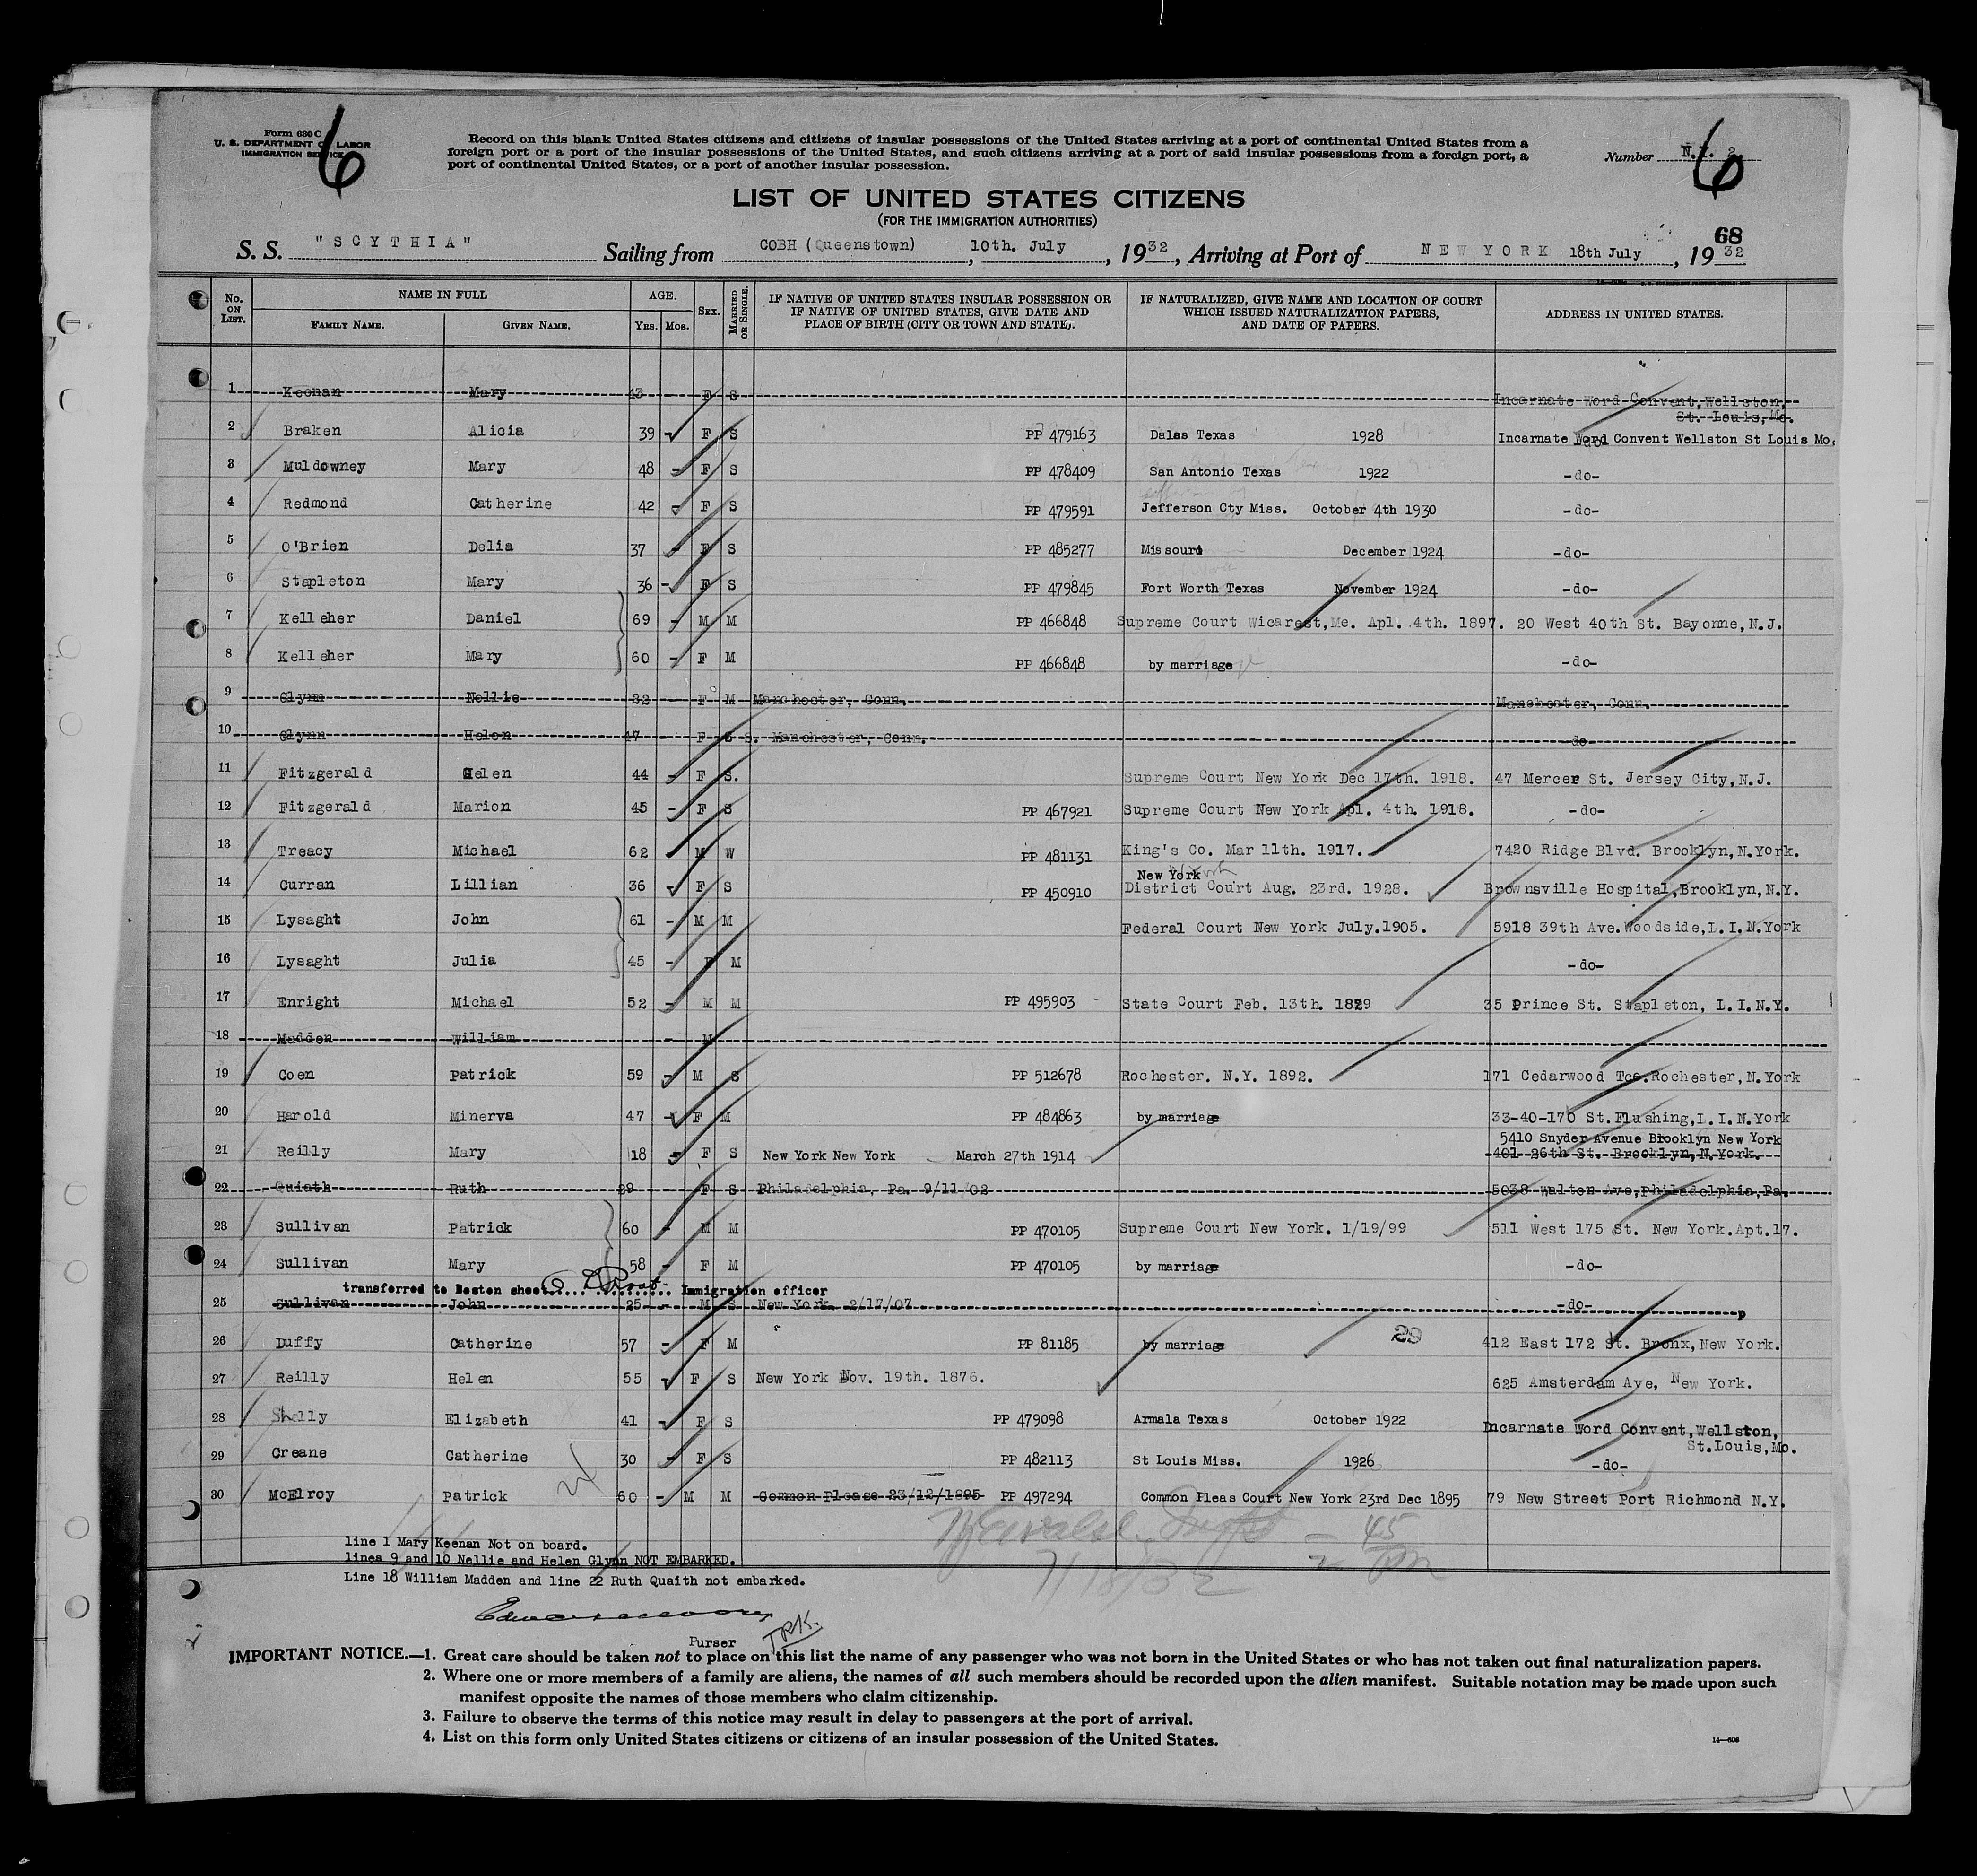 6
6
Form 630 C
U. S. DEPARTMENT OF LABOR
IMMIGRATION SERVICE
Record on this blank United States citizens and citizens of insular possessions of the United States arriving at a port of continental United States from a
foreign port or a port of the insular possessions of the United States, and such citizens arriving at a port of said insular possessions from a foreign port, a
port of continental United States, or a port of another insular possession.
Number N.Y. 2
LIST OF UNITED STATES CITIZENS
(FOR THE IMMIGRATION AUTHORITIES)
68
S. S. "SCYTHIA" Sailing from COBH (Queenstown), 10th. July, 1932, Arriving at Port of NEW YORK 18th July, 1932
No. ON LIST. NAME IN FULL AGE. SEX. MARRIED OR SINGLE. IF NATIVE OF UNITED STATES INSULAR POSSESSION OR IF NATIVE OF UNITED STATES, GIVE DATE AND PLACE OF BIRTH (CITY OR TOWN AND STATE). IF NATURALIZED, GIVE NAME AND LOCATION OF COURT WHICH ISSUED NATURALIZATION PAPERS, AND DATE OF PAPERS. ADDRESS IN UNITED STATES.
FAMILY NAME. GIVEN NAME. YRS. MOS.
1 Keenan Mary 43 - F S Incarnate Word Convent, Wellston,
St. Louis, Mo.
2 Braken Alicia 39 - F S PP 479163 Dalas Texas 1928 Incarnate Word Convent Wellston St Louis Mo.
3 Muldowney Mary 48 - F S PP 478409 San Antonio Texas 1922 -do-
4 Redmond Catherine 42 - F S PP 479591 Jefferson Cty Miss. October 4th 1930 -do-
5 O'Brien Delia 37 - F S PP 485277 Missouri December 1924 -do-
6 Stapleton Mary 36 - F S PP 479845 Fort Worth Texas November 1924 -do-
7 Kelleher Daniel 69 - M M PP 466848 Supreme Court Wicarest, Me. Apl. 4th. 1897. 20 West 40th St. Bayonne, N.J.
8 Kelleher Mary 60 - F M PP 466848 by marriage -do-
9 Glynn Nellie 32 - F M Manchester, Conn. Manchester, Conn.
10 Glynn Helen 47 - F S S. Manchester, Conn. -do-
11 Fitzgerald Helen 44 - F S. Supreme Court New York Dec 17th. 1918. 47 Mercer St. Jersey City, N.J.
12 Fitzgerald Marion 45 - F S PP 467921 Supreme Court New York Apl. 4th. 1918. -do-
13 Treacy Michael 62 M W PP 481131 King's Co. Mar 11th. 1917. 7420 Ridge Blvd. Brooklyn, N.York.
New York
14 Curran Lillian 36 - F S PP 450910 District Court Aug. 23rd. 1928. Brownsville Hospital, Brooklyn, N.Y.
15 Lysaght John 61 - M M Federal Court New York July.1905. 5918 39th Ave. Woodside, L.I.N.York
16 Lysaght Julia 45 - F M -do-
17 Enright Michael 52 - M M PP 495903 State Court Feb. 13th. 1829 35 Prince St. Stapleton, L.I.N.Y.
18 Madden William - M
19 Coen Patrick 59 - M S PP 512678 Rochester. N.Y. 1892. 171 Cedarwood Tce. Rochester, N.York
20 Harold Minerva 47 - F M PP 484863 by marriage 33-40-170 St. Flushing, L.I.N.York
5410 Snyder Avenue Brooklyn New York
21 Reilly Mary 18 - F S New York New York March 27th 1914 401 26th St. Brooklyn, N.York.
22 Quiath Ruth 29 F S Philadelphia, Pa. 9/11/02 5038 Walton Ave, Philadelphia, Pa.
23 Sullivan Patrick 60 - M M PP 470105 Supreme Court New York. 1/19/99 511 West 175 St. New York. Apt.17.
24 Sullivan Mary 58 - F M PP 470105 by marriage -do-
transferred to Boston sheet Immigration officer
25 Sullivan John 25 - M S New York 2/17/07 -do-
26 Duffy Catherine 57 - F M PP 81185 by marriage 29 412 East 172 St. Bronx, New York.
27 Reilly Helen 55 - F S New York Nov. 19th. 1876. 625 Amsterdam Ave, New York.
28 Shelly Elizabeth 41 - F S PP 479098 Armala Texas October 1922 Incarnate Word Convent, Wellston,
St.Louis, Mo.
29 Creane Catherine 30 - F S PP 482113 St Louis Miss. 1926 -do-
30 McElroy Patrick 60 - M M Common Please 23/12/1895 PP 497294 Common Pleas Court New York 23rd Dec 1895 79 New Street Port Richmond N.Y.
line 1 Mary Keenan Not on board.
lines 9 and 10 Nellie and Helen Glynn NOT EMBARKED.
Line 18 William Madden and line 22 Ruth Quaith not embarked.
45
7/18/32
Purser
IMPORTANT NOTICE.—1. Great care should be taken not to place on this list the name of any passenger who was not born in the United States or who has not taken out final naturalization papers.
2. Where one or more members of a family are aliens, the names of all such members should be recorded upon the alien manifest. Suitable notation may be made upon such
manifest opposite the names of those members who claim citizenship.
3. Failure to observe the terms of this notice may result in delay to passengers at the port of arrival.
4. List on this form only United States citizens or citizens of an insular possession of the United States.
14—606